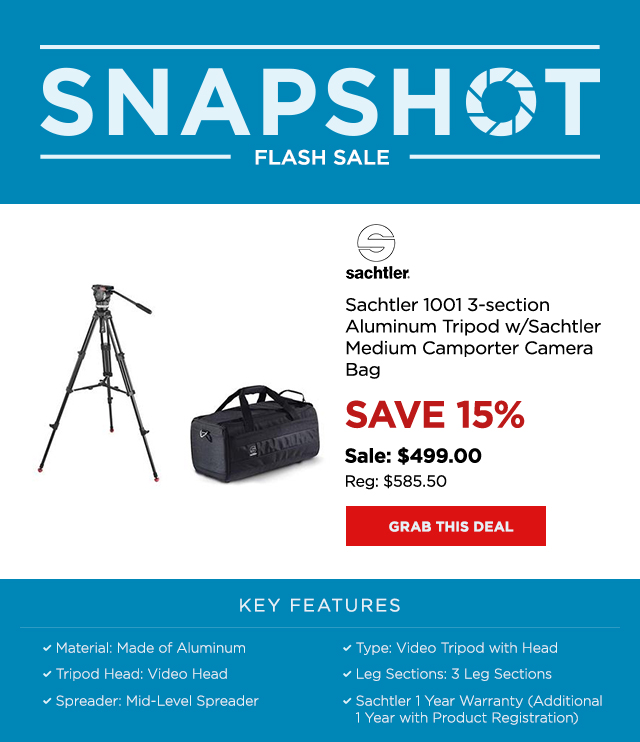 SNAPSHOT
FLASH SALE
sachtler.
Sachtler 1001 3-section
Aluminum Tripod w/Sachtler
Medium Camporter Camera
Bag
SAVE 15%
Sale: $499.00
Reg: $585.50
GRAB THIS DEAL
KEY FEATURES
Material: Made of Aluminum
Tripod Head: Video Head
Spreader: Mid-Level Spreader
Type: Video Tripod with Head
Leg Sections: 3 Leg Sections
Sachtler 1 Year Warranty (Additional
1 Year with Product Registration)